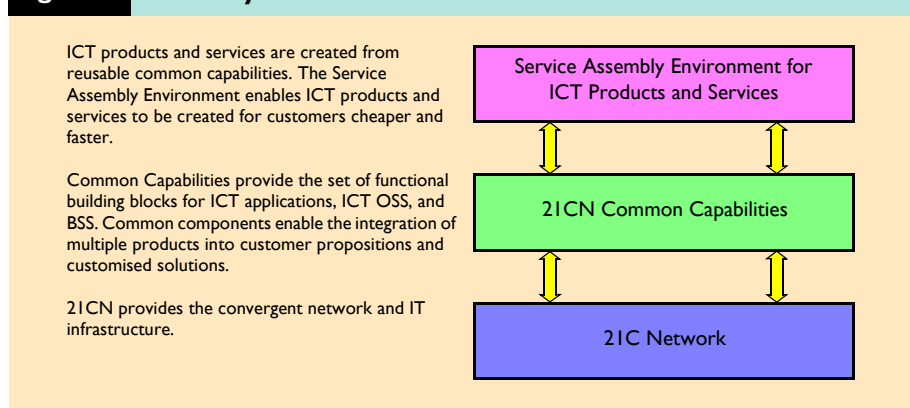 ICT products and services are created from
reusable common capabilities. The Service
Assembly Environment enables ICT products and
services to be created for customers cheaper and
faster.
Common Capabilities provide the set of functional
building blocks for ICT applications, ICT OSS, and
BSS. Common components enable the integration of
multiple products into customer propositions and
customised solutions.
21CN provides the convergent network and IT
infrastructure.
Service Assembly Environment for
ICT Products and Services
21CN Common Capabilities
21C Network